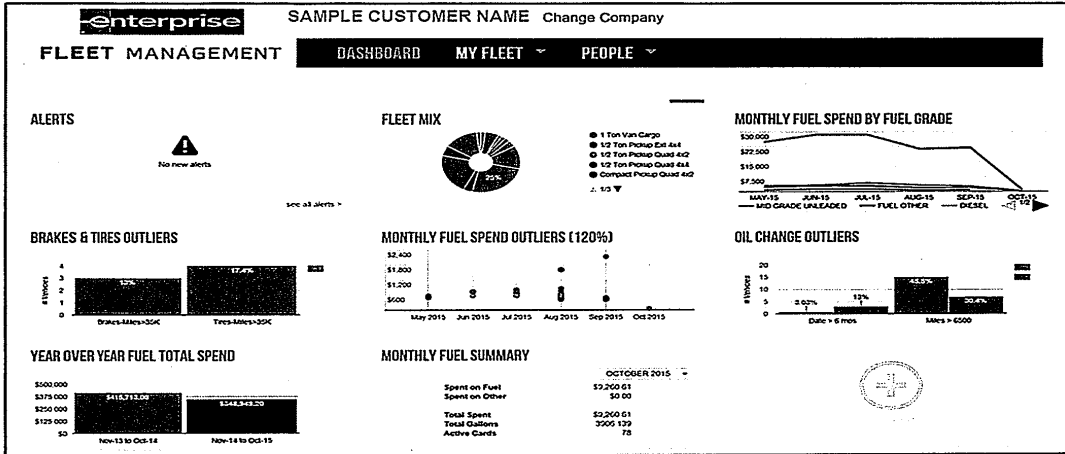 enterprise
FLEET MANAGEMENT
SAMPLE CUSTOMER NAME Change Company
DASHBOARD MY FLEET PEOPLE
ALERTS
No new alerts
see all alerts >
FLEET MIX
25%
1 Ton Van Cargo
1/2 Ton Pickup Ext 4x4
1/2 Ton Pickup Quad 4x2
1/2 Ton Pickup Quad 4x4
Compact Pickup Quad 4x2
1/3
MONTHLY FUEL SPEND BY FUEL GRADE
$30,000
$22,500
$15,000
$7,500
MAY-15 JUN-15 JUL-15 AUG-15 SEP-15 OCT-15
MID GRADE UNLEADED FUEL OTHER DIESEL 1/2
BRAKES & TIRES OUTLIERS
4
3
2
1
0
13%
17.4%
Brakes-Miles>35K Tires-Miles>35K
MONTHLY FUEL SPEND OUTLIERS (120%)
$2,400
$1,800
$1,200
$600
May 2015 Jun 2015 Jul 2015 Aug 2015 Sep 2015 Oct 2015
OIL CHANGE OUTLIERS
20
15
10
5
0
13%
Date > 6 mos Miles > 6500
YEAR OVER YEAR FUEL TOTAL SPEND
$500,000
$375,000
$250,000
$125,000
$0
Nov-13 to Oct-14 Nov-14 to Oct-15
MONTHLY FUEL SUMMARY
OCTOBER 2015
Spent on Fuel $9,260.61
Spent on Other $0.00
Total Spent $9,260.61
Total Gallons
Active Cards 78